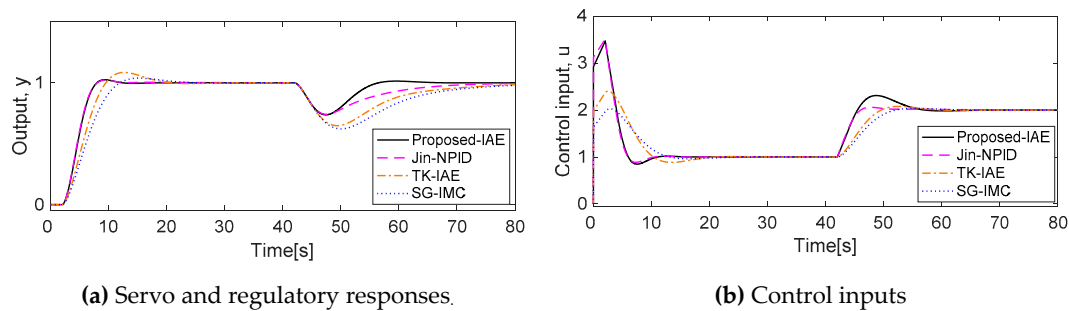 Output, y
1
0
0 10 20 30 40 50 60 70 80
Time[s]
Proposed-IAE
Jin-NPID
TK-IAE
SG-IMC
(a) Servo and regulatory responses.
Control input, u
4
3
2
1
0
0 10 20 30 40 50 60 70 80
Time[s]
Proposed-IAE
Jin-NPID
TK-IAE
SG-IMC
(b) Control inputs